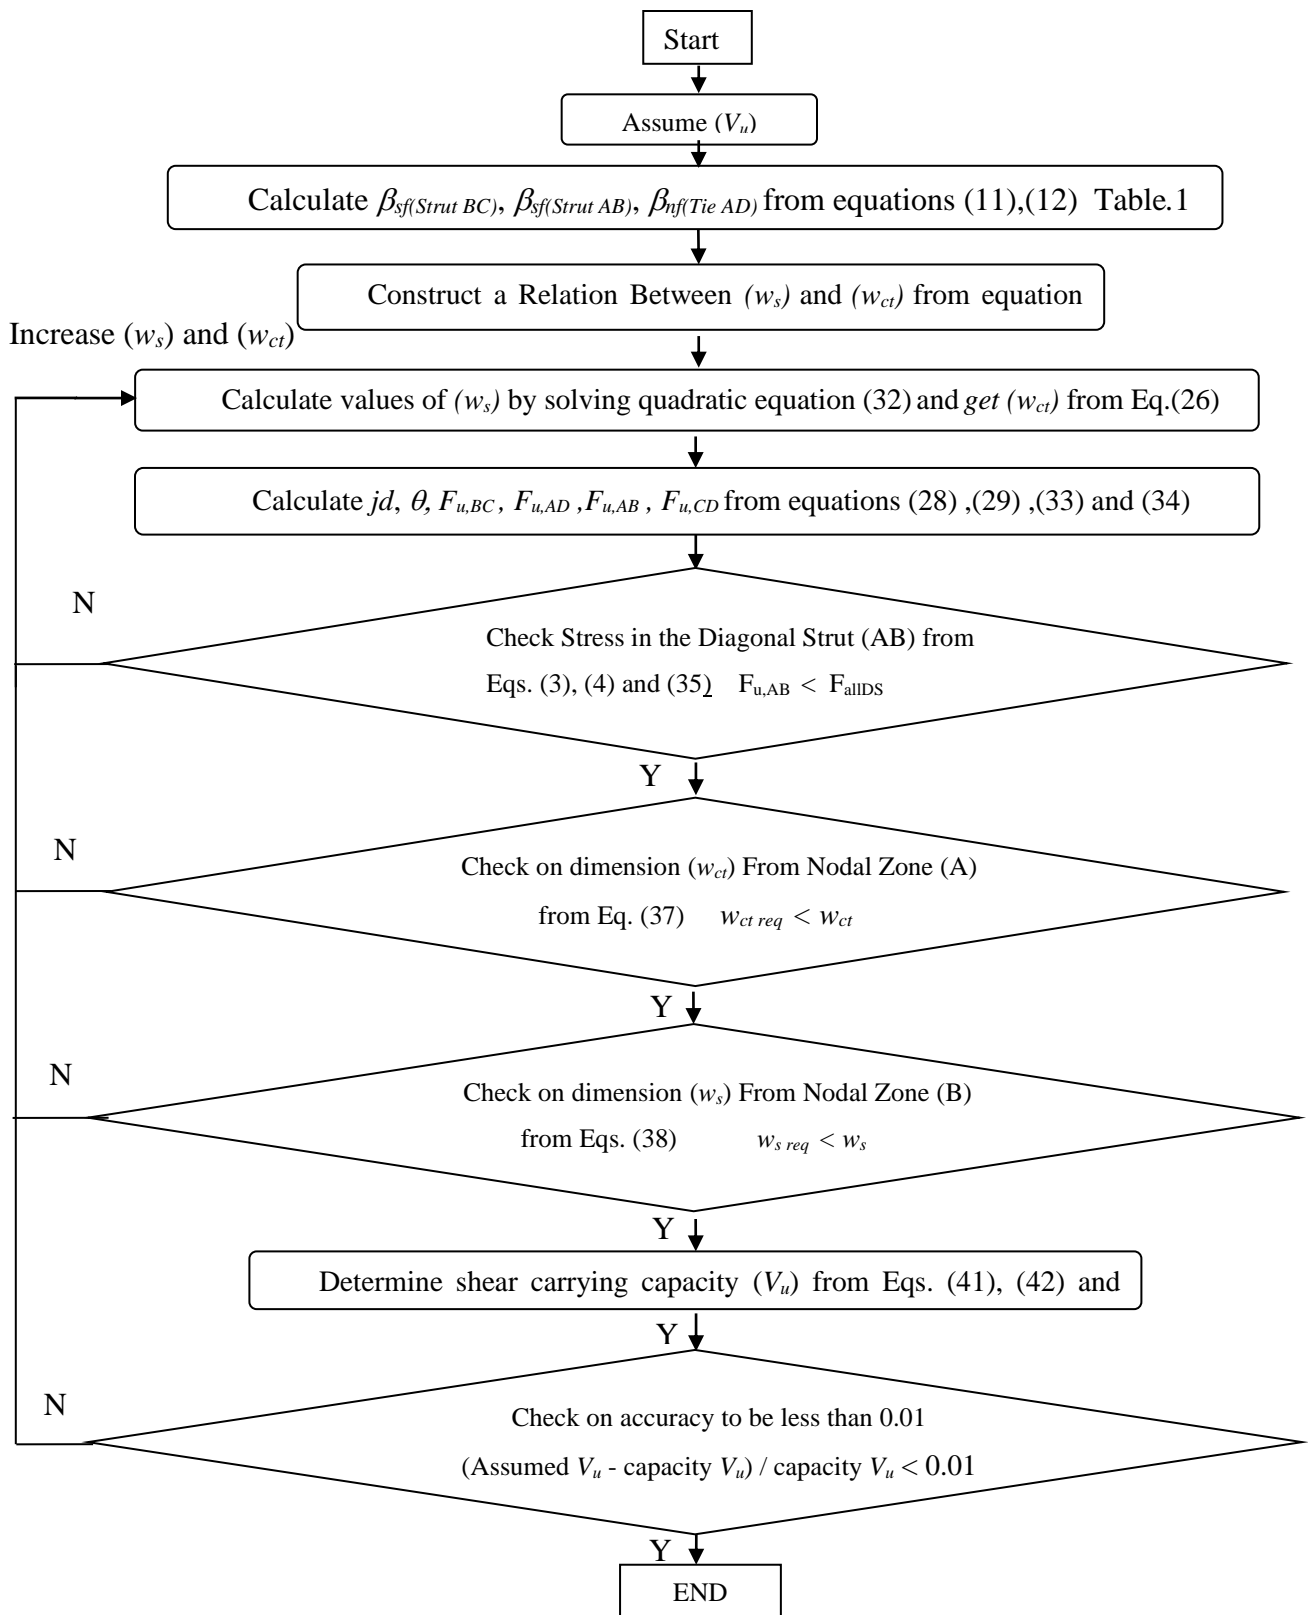 Start
Assume (Vu)
Calculate βsf(Strut BC), βsf(Strut AB), βnf(Tie AD) from equations (11),(12) Table.1
Construct a Relation Between (ws) and (wct) from equation
Increase (ws) and (wct)
Calculate values of (ws) by solving quadratic equation (32) and get (wct) from Eq.(26)
Calculate jd, θ, Fu,BC , Fu,AD ,Fu,AB , Fu,CD from equations (28) ,(29) ,(33) and (34)
N
Check Stress in the Diagonal Strut (AB) from
Eqs. (3), (4) and (35) Fu,AB < FallDS
Y
N
Check on dimension (wct) From Nodal Zone (A)
from Eq. (37) wct req < wct
Y
N
Check on dimension (ws) From Nodal Zone (B)
from Eqs. (38) ws req < ws
Y
Determine shear carrying capacity (Vu) from Eqs. (41), (42) and
Y
N
Check on accuracy to be less than 0.01
(Assumed Vu - capacity Vu) / capacity Vu < 0.01
Y
END